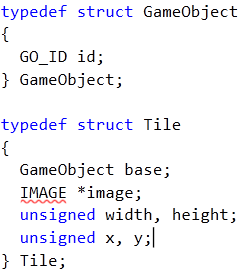 typedef struct GameObject
{
GO_ID id;
} GameObject;
typedef struct Tile
{
GameObject base;
IMAGE *image;
unsigned width, height;
unsigned x, y;
} Tile;